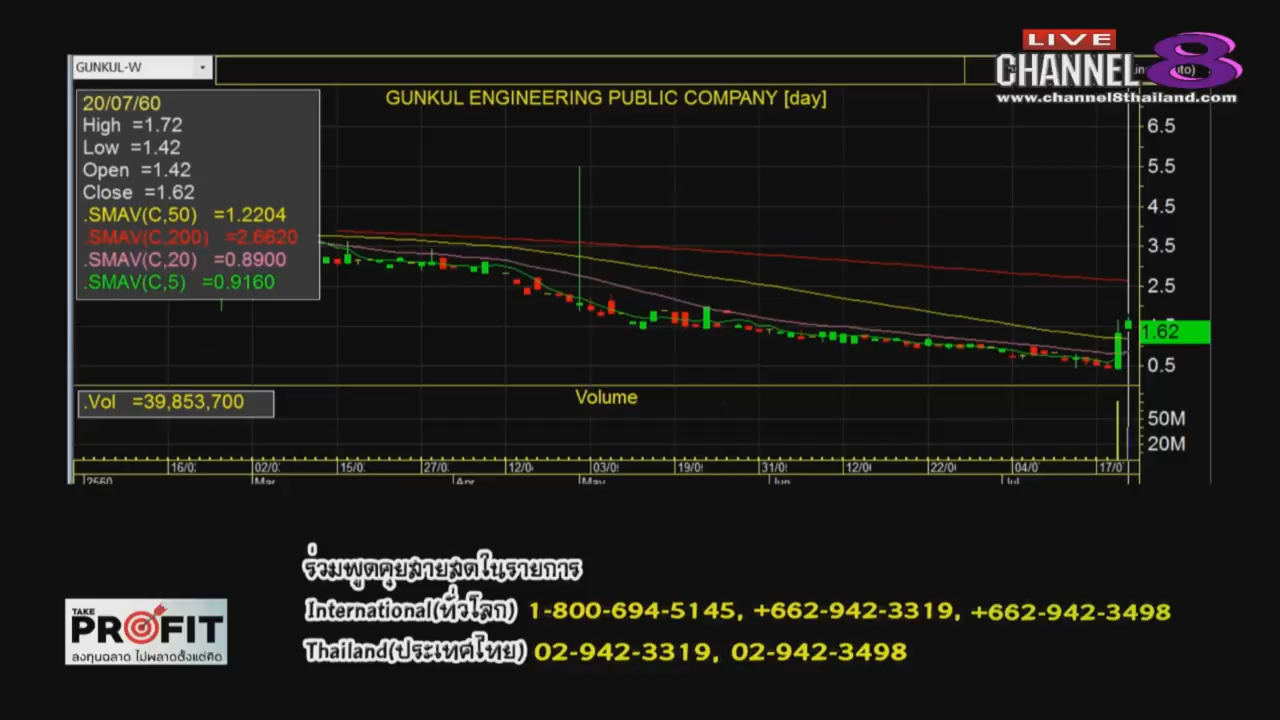 LIVE
CHANNEL 8
www.channel8thailand.com
GUNKUL-W
GUNKUL ENGINEERING PUBLIC COMPANY [day]
20/07/60
High =1.72
Low =1.42
Open =1.42
Close =1.62
.SMAV(C,50) =1.2204
.SMAV(C,200) =2.6620
.SMAV(C,20) =0.8900
.SMAV(C,5) =0.9160
6.5
5.5
4.5
3.5
2.5
1.62
0.5
.Vol =39,853,700
Volume
50M
20M
16/0 02/0 15/0 27/0 12/0 03/0 19/0 31/0 12/0 22/0 04/0 17/0
2560 Mar Apr May Jun Jul
ร่วมพูดคุยสายสดในรายการ
International(ทั่วโลก) 1-800-694-5145, +662-942-3319, +662-942-3498
Thailand(ประเทศไทย) 02-942-3319, 02-942-3498
TAKE
PROFIT
ลงทุนฉลาด ไม่พลาดตั้งแต่คิด